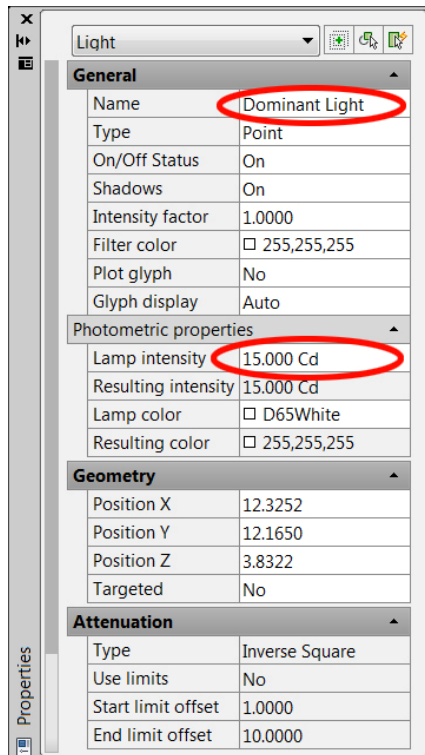 Light
General
Name Dominant Light
Type Point
On/Off Status On
Shadows On
Intensity factor 1.0000
Filter color 255,255,255
Plot glyph No
Glyph display Auto
Photometric properties
Lamp intensity 15.000 Cd
Resulting intensity 15.000 Cd
Lamp color D65White
Resulting color 255,255,255
Geometry
Position X 12.3252
Position Y 12.1650
Position Z 3.8322
Targeted No
Attenuation
Type Inverse Square
Use limits No
Start limit offset 1.0000
End limit offset 10.0000
Properties